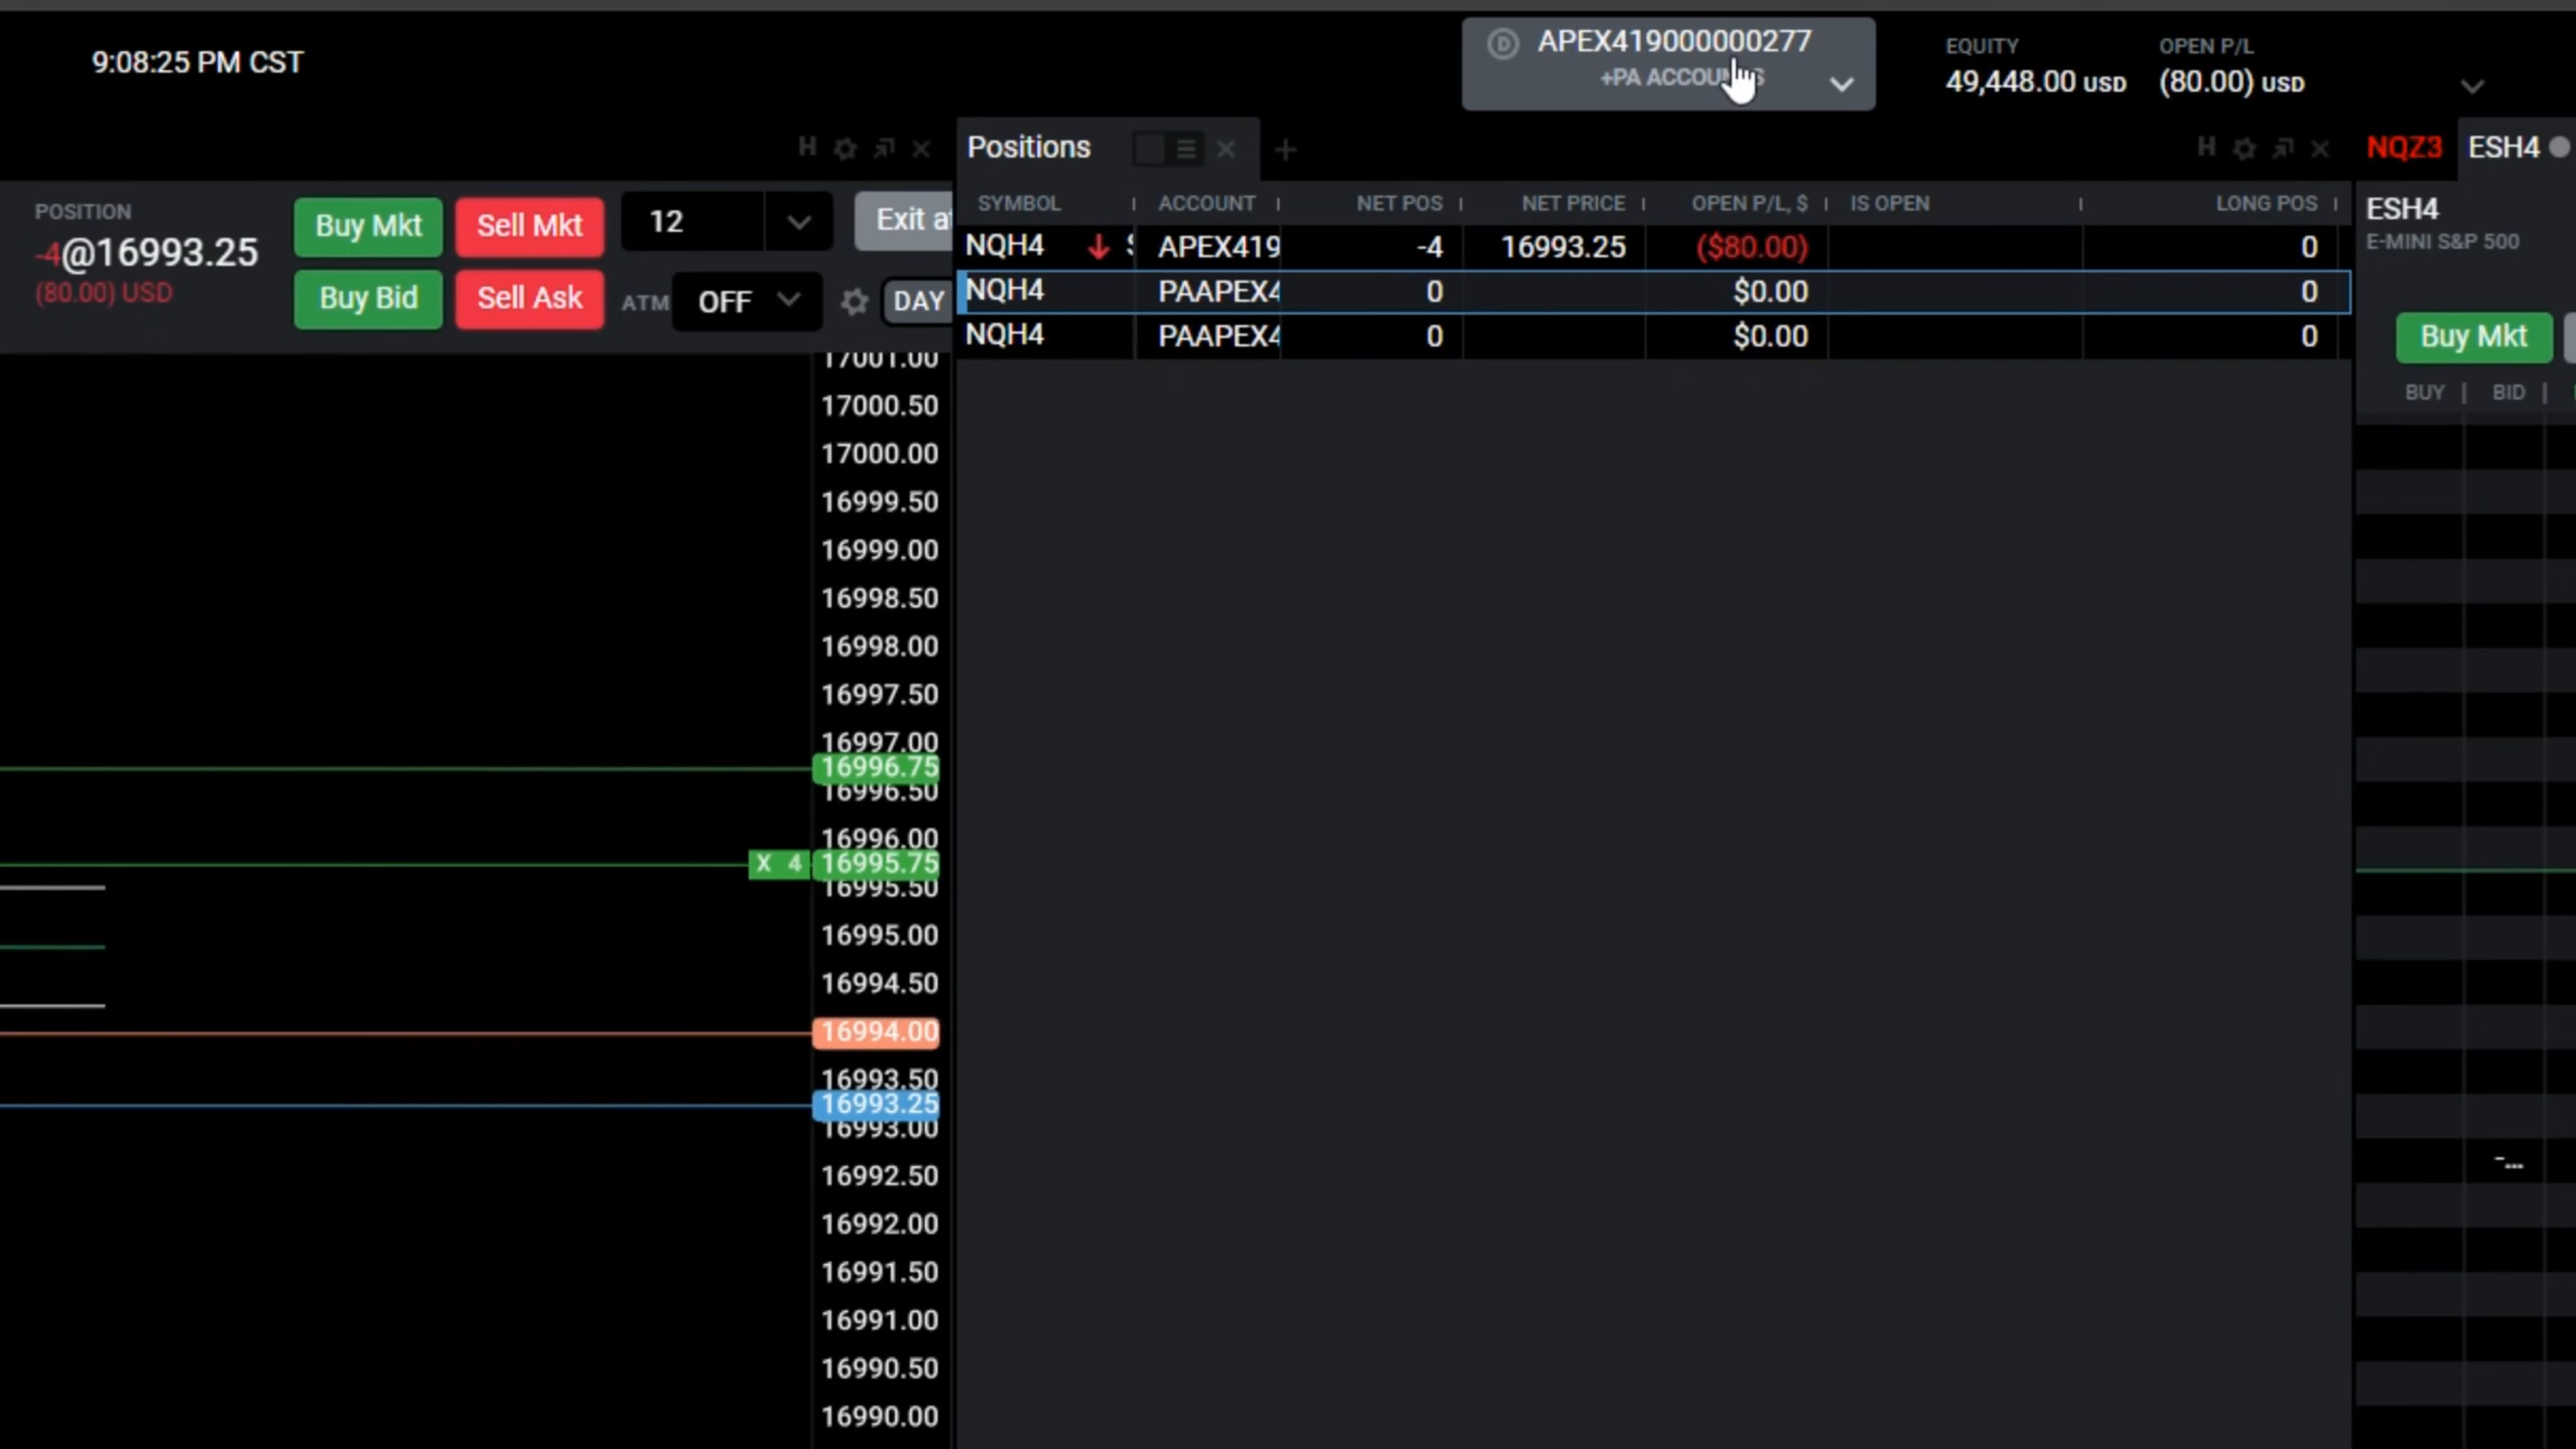 9:08:25 PM CST
APEX419000000277
+PA ACCOUNTS
EQUITY
49,448.00 USD
OPEN P/L
(80.00) USD
H
Positions
H
NQZ3
ESH4
POSITION
-4@16993.25
(80.00) USD
Buy Mkt
Sell Mkt
12
Exit at
Buy Bid
Sell Ask
ATM
OFF
DAY
SYMBOL ACCOUNT NET POS NET PRICE OPEN P/L, $ IS OPEN LONG POS
NQH4 APEX419 -4 16993.25 ($80.00) 0
NQH4 PAAPEX4 0 $0.00 0
NQH4 PAAPEX4 0 $0.00 0
ESH4
E-MINI S&P 500
Buy Mkt
BUY BID
17001.00
17000.50
17000.00
16999.50
16999.00
16998.50
16998.00
16997.50
16997.00
16996.75
16996.50
16996.00
X 4 16995.75
16995.50
16995.00
16994.50
16994.00
16993.50
16993.25
16993.00
16992.50
16992.00
16991.50
16991.00
16990.50
16990.00
-...